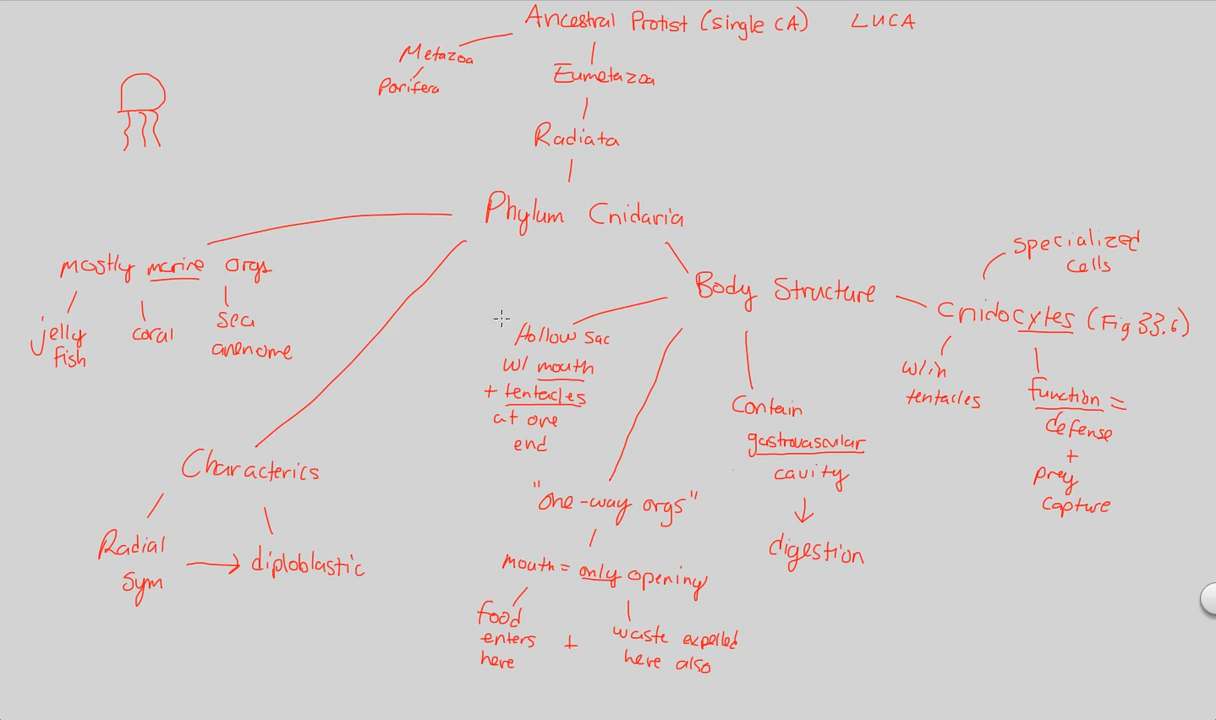 Ancestral Protist (single CA) LUCA
Metazoa
Porifera
Eumetazoa
Radiata
Phylum Cnidaria
mostly marine orgs
jelly
fish
coral
sea
anenome
Characterics
Radial
sym
diploblastic
Body Structure
Hollow sac
w/ mouth
+ tentacles
at one
end
"one-way orgs"
mouth = only opening
food
enters
here
+
waste expelled
here also
Contain
gastrovascular
cavity
digestion
Cnidocytes (Fig 33.6)
specialized
cells
w/in
tentacles
function =
defense
+
prey
capture